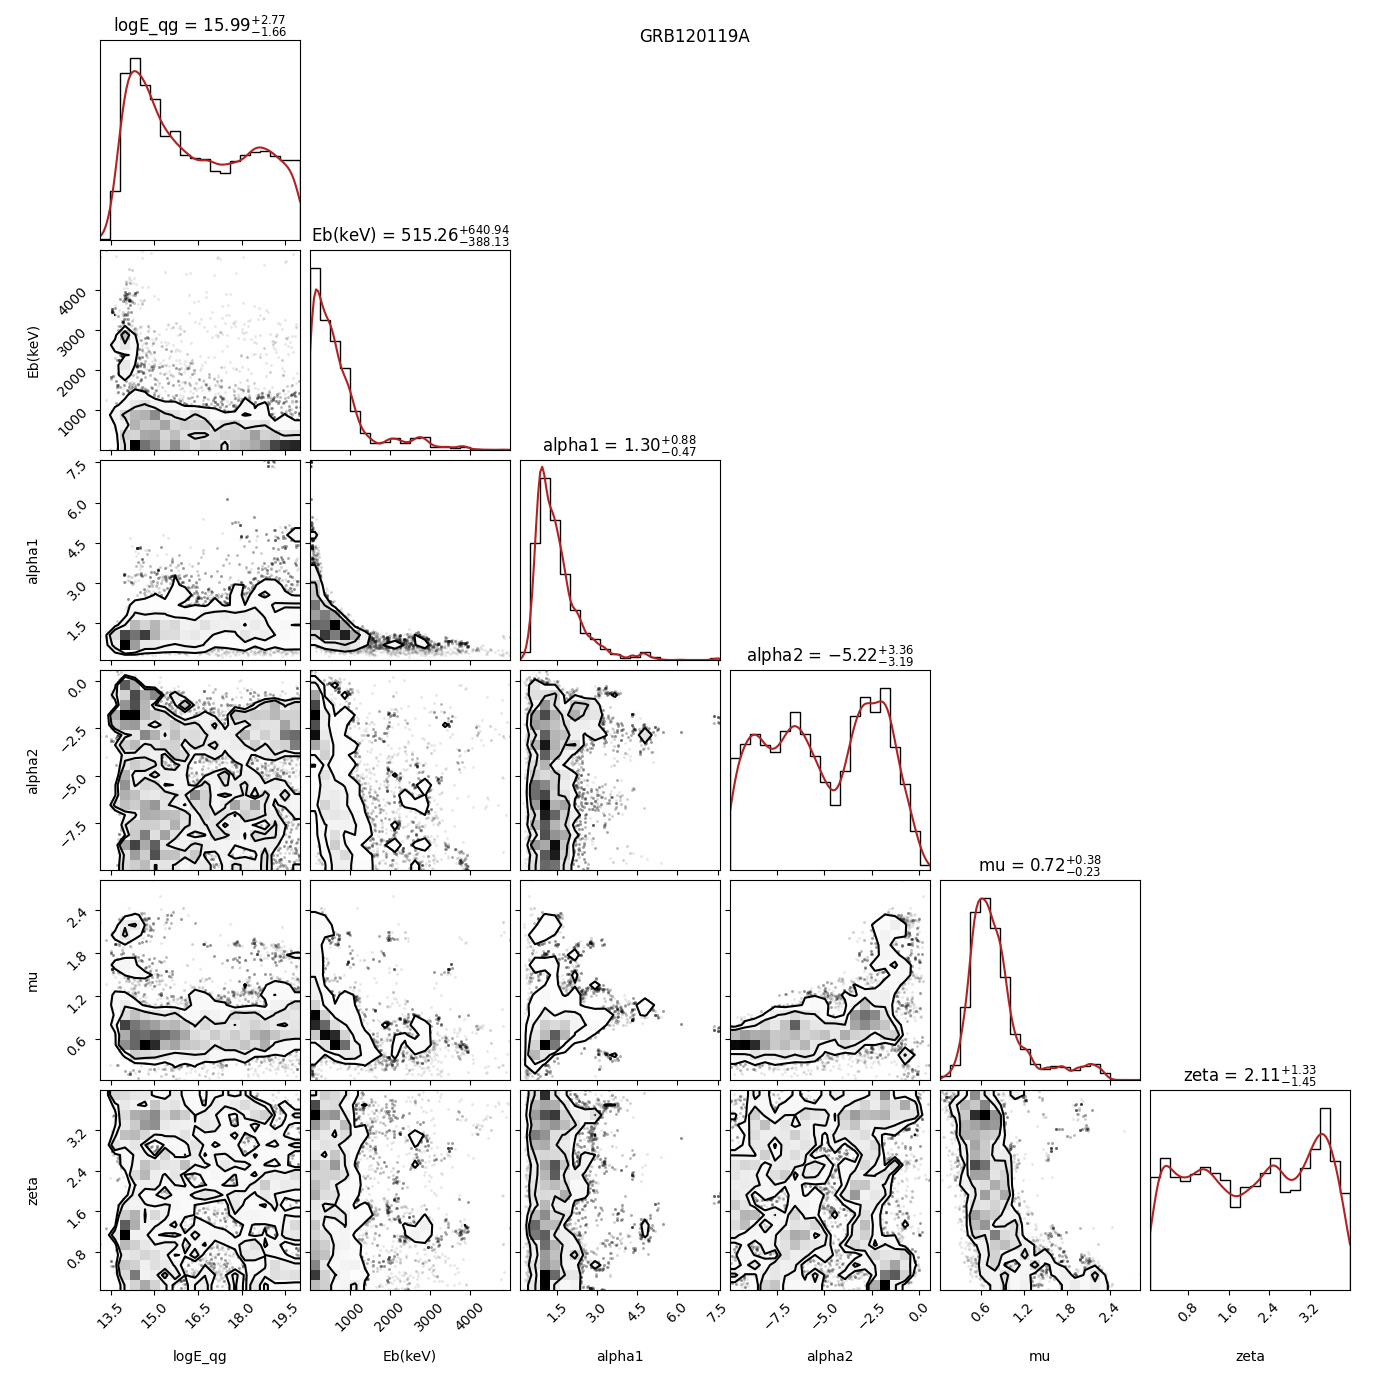 GRB120119A
logE_qg = 15.99+2.77 −1.66
Eb(keV) = 515.26+640.94 −388.13
4000
3000
2000
1000
Eb(keV)
alpha1 = 1.30+0.88 −0.47
7.5
6.0
4.5
3.0
1.5
alpha1
alpha2 = −5.22+3.36 −3.19
0.0
−2.5
−5.0
−7.5
alpha2
mu = 0.72+0.38 −0.23
2.4
1.8
1.2
0.6
mu
zeta = 2.11+1.33 −1.45
3.2
2.4
1.6
0.8
zeta
13.5 15.0 16.5 18.0 19.5 1000 2000 3000 4000 1.5 3.0 4.5 6.0 7.5 −7.5 −5.0 −2.5 0.0 0.6 1.2 1.8 2.4 0.8 1.6 2.4 3.2
logE_qg Eb(keV) alpha1 alpha2 mu zeta